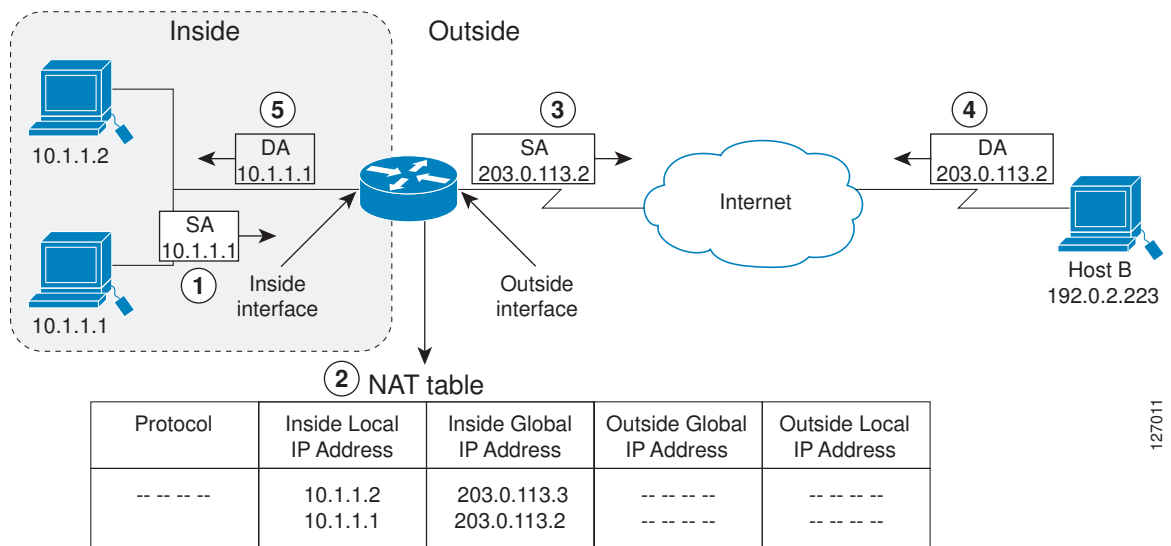 Inside
Outside
10.1.1.2
5
DA
10.1.1.1
SA
10.1.1.1
1
10.1.1.1
Inside
interface
3
SA
203.0.113.2
Outside
interface
Internet
4
DA
203.0.113.2
Host B
192.0.2.223
2 NAT table
Protocol
Inside Local
IP Address
Inside Global
IP Address
Outside Global
IP Address
Outside Local
IP Address
-- -- -- -- 10.1.1.2 203.0.113.3 -- -- -- -- -- -- -- --
10.1.1.1 203.0.113.2 -- -- -- -- -- -- -- --
127011